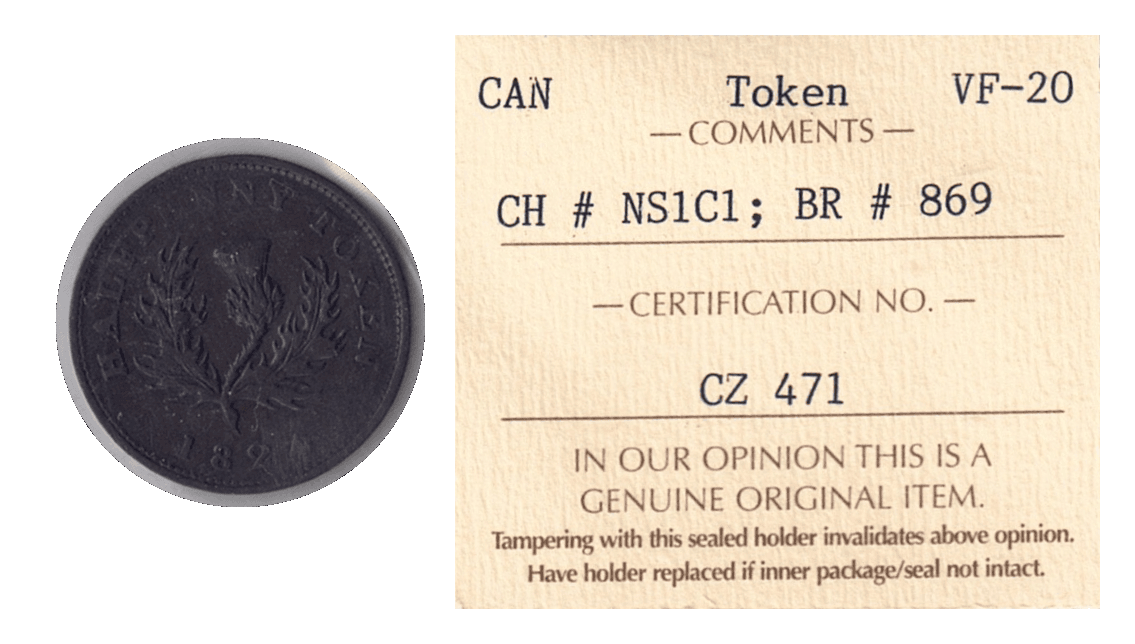 HALFPENNY TOKEN
CAN Token VF-20
— COMMENTS —
CH # NS1C1; BR # 869
— CERTIFICATION NO. —
CZ 471
IN OUR OPINION THIS IS A
GENUINE ORIGINAL ITEM.
Tampering with this sealed holder invalidates above opinion.
Have holder replaced if inner package/seal not intact.